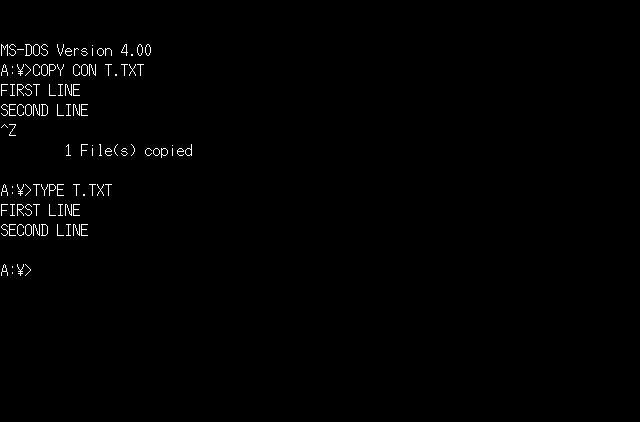 MS-DOS Version 4.00
A:¥>COPY CON T.TXT
FIRST LINE
SECOND LINE
^Z
        1 File(s) copied
A:¥>TYPE T.TXT
FIRST LINE
SECOND LINE
A:¥>